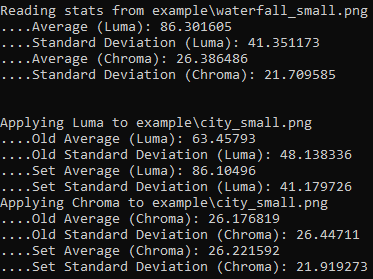 Reading stats from example\waterfall_small.png
....Average (Luma): 86.301605
....Standard Deviation (Luma): 41.351173
....Average (Chroma): 26.386486
....Standard Deviation (Chroma): 21.709585
Applying Luma to example\city_small.png
....Old Average (Luma): 63.45793
....Old Standard Deviation (Luma): 48.138336
....Set Average (Luma): 86.10496
....Set Standard Deviation (Luma): 41.179726
Applying Chroma to example\city_small.png
....Old Average (Chroma): 26.176819
....Old Standard Deviation (Chroma): 26.44711
....Set Average (Chroma): 26.221592
....Set Standard Deviation (Chroma): 21.919273